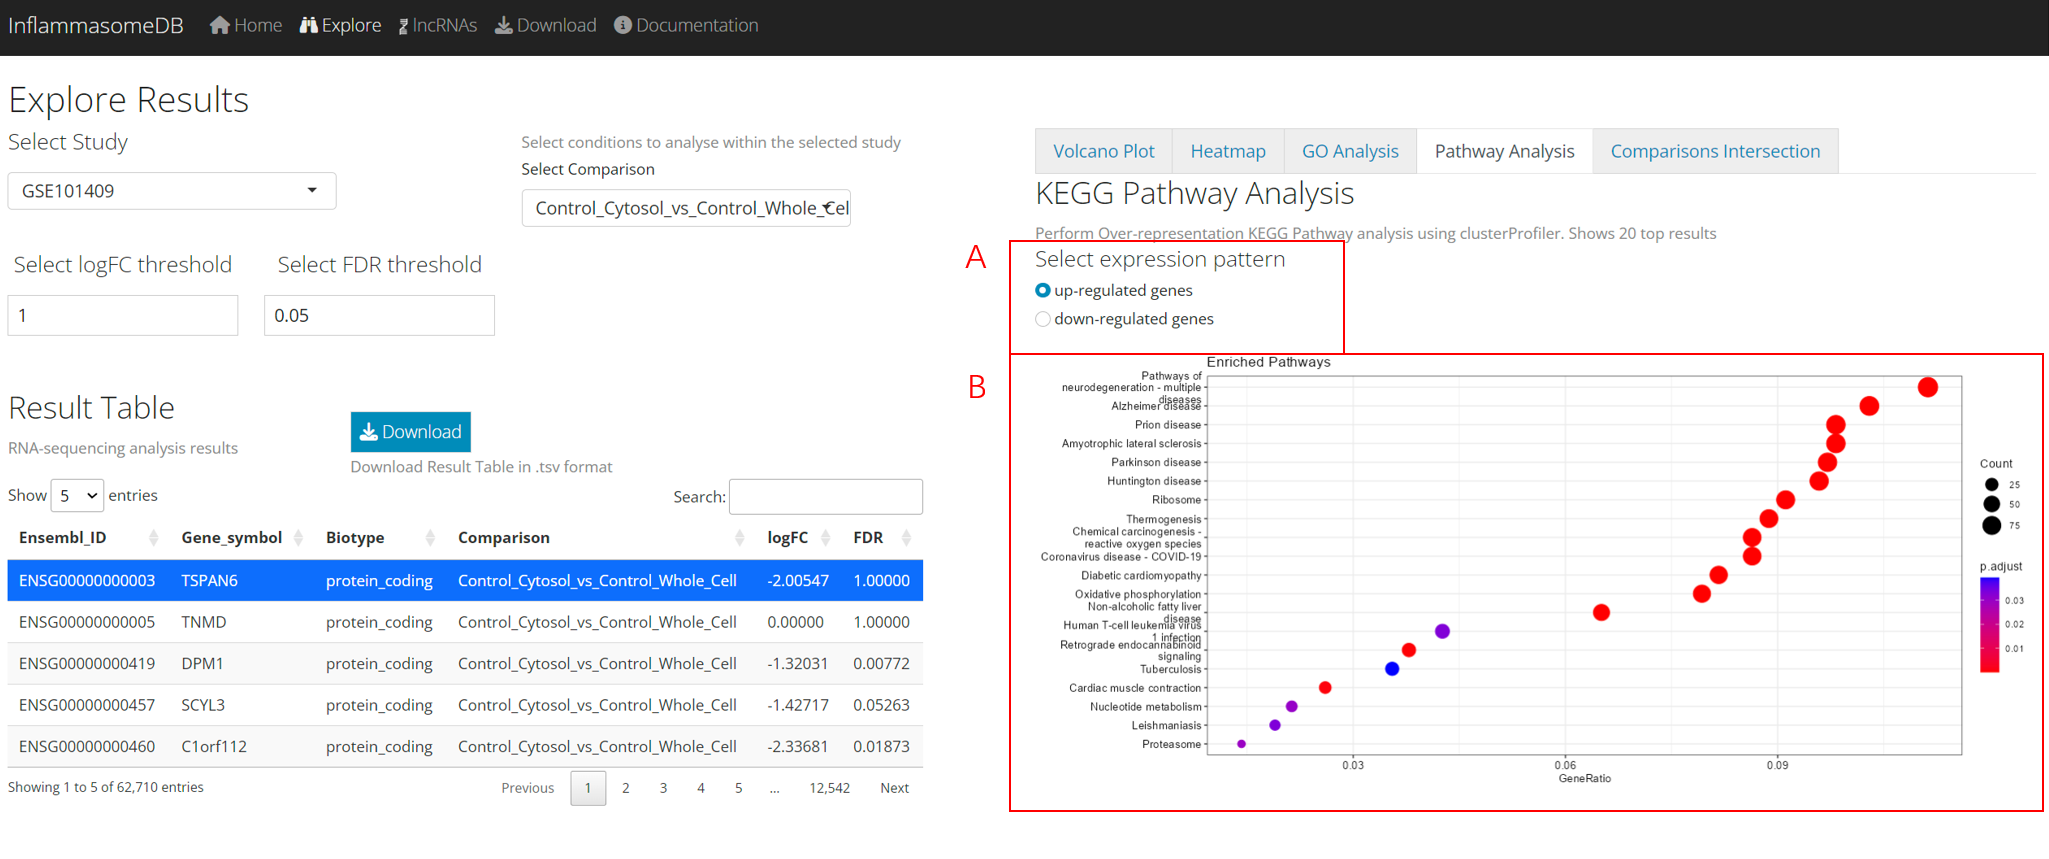 InflammasomeDB Home Explore lncRNAs Download Documentation
Explore Results
Select Study
GSE101409
Select conditions to analyse within the selected study
Select Comparison
Control_Cytosol_vs_Control_Whole_Cel
Select logFC threshold
1
Select FDR threshold
0.05
Result Table
RNA-sequencing analysis results
Download
Download Result Table in .tsv format
Show 5 entries
Search:
Ensembl_ID Gene_symbol Biotype Comparison logFC FDR
ENSG00000000003 TSPAN6 protein_coding Control_Cytosol_vs_Control_Whole_Cell -2.00547 1.00000
ENSG00000000005 TNMD protein_coding Control_Cytosol_vs_Control_Whole_Cell 0.00000 1.00000
ENSG00000000419 DPM1 protein_coding Control_Cytosol_vs_Control_Whole_Cell -1.32031 0.00772
ENSG00000000457 SCYL3 protein_coding Control_Cytosol_vs_Control_Whole_Cell -1.42717 0.05263
ENSG00000000460 C1orf112 protein_coding Control_Cytosol_vs_Control_Whole_Cell -2.33681 0.01873
Showing 1 to 5 of 62,710 entries
Previous 1 2 3 4 5 ... 12,542 Next
Volcano Plot Heatmap GO Analysis Pathway Analysis Comparisons Intersection
KEGG Pathway Analysis
Perform Over-representation KEGG Pathway analysis using clusterProfiler. Shows 20 top results
A
Select expression pattern
up-regulated genes
down-regulated genes
B
Enriched Pathways
Pathways of
neurodegeneration - multiple
diseases
Alzheimer disease
Prion disease
Amyotrophic lateral sclerosis
Parkinson disease
Huntington disease
Ribosome
Thermogenesis
Chemical carcinogenesis -
reactive oxygen species
Coronavirus disease - COVID-19
Diabetic cardiomyopathy
Oxidative phosphorylation
Non-alcoholic fatty liver
disease
Human T-cell leukemia virus
1 infection
Retrograde endocannabinoid
signaling
Tuberculosis
Cardiac muscle contraction
Nucleotide metabolism
Leishmaniasis
Proteasome
0.03 0.06 0.09
GeneRatio
Count
25
50
75
p.adjust
0.03
0.02
0.01